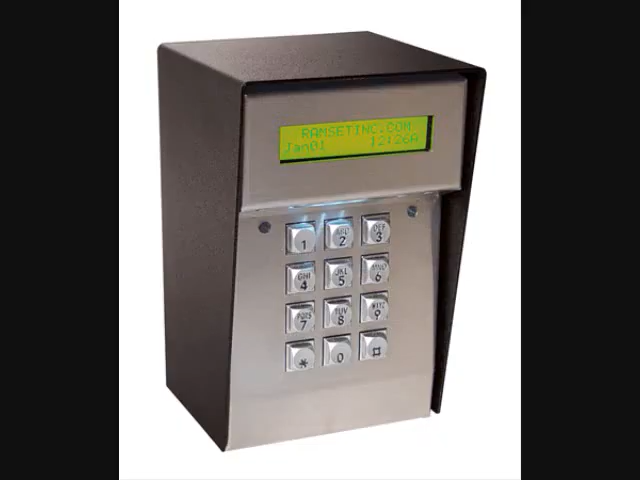 RAMSETINC.COM
Jan01 12:26A
1 ABC 2 DEF 3
GHI 4 JKL 5 MNO 6
PQRS 7 TUV 8 WXYZ 9
* 0 #